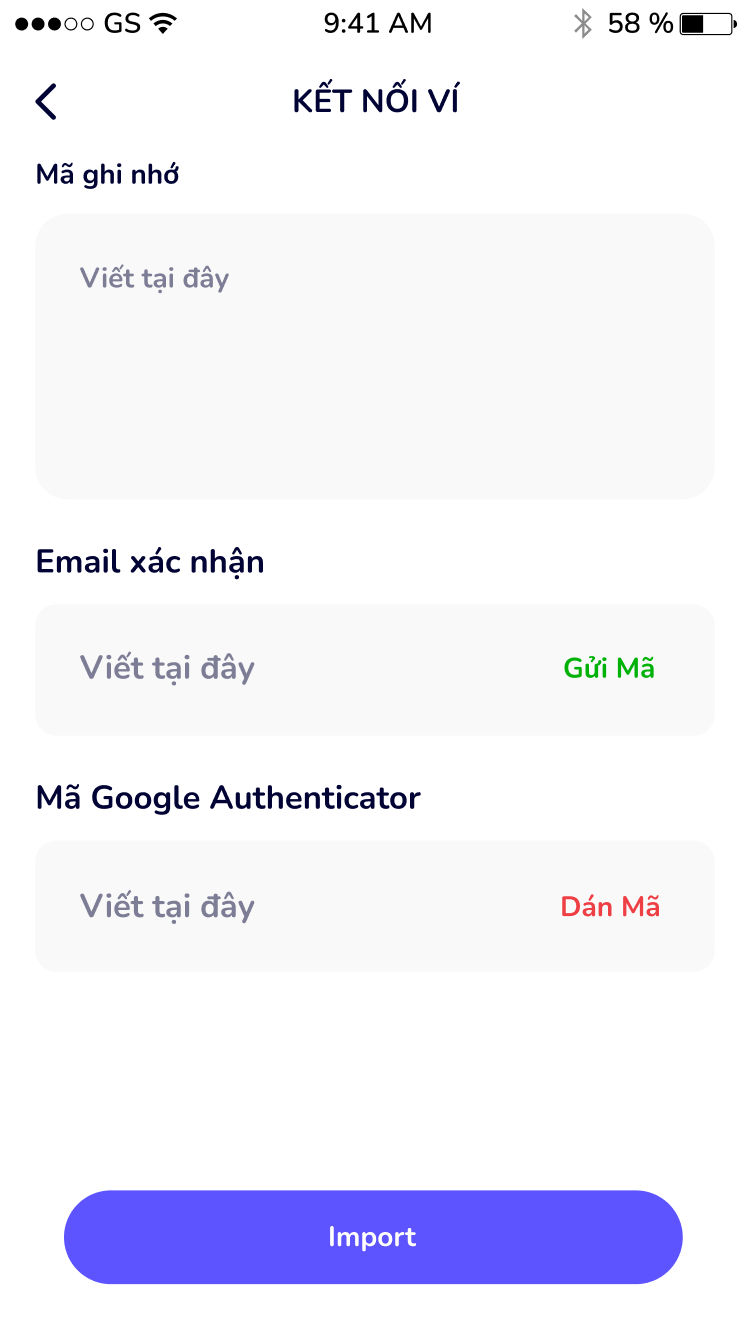 GS 9:41 AM 58 %
KẾT NỐI VÍ
Mã ghi nhớ
Viết tại đây
Email xác nhận
Viết tại đây Gửi Mã
Mã Google Authenticator
Viết tại đây Dán Mã
Import